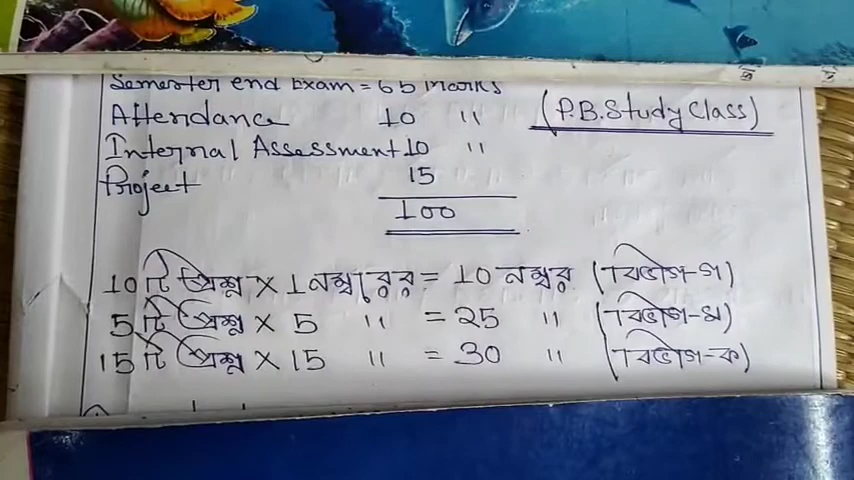 Semester end Exam = 65 Marks
Attendance 10 " (P.B. Study Class)
Internal Assessment 10 "
Project 15
100
10 টি প্রশ্ন × 1 নম্বরের = 10 নম্বর (বিভাগ-গ)
5 টি প্রশ্ন × 5 " = 25 " (বিভাগ-খ)
15 টি প্রশ্ন × 15 " = 30 " (বিভাগ-ক)